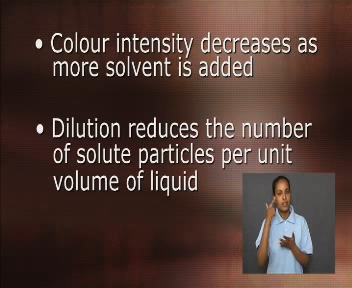 • Colour intensity decreases as
more solvent is added
• Dilution reduces the number
of solute particles per unit
volume of liquid